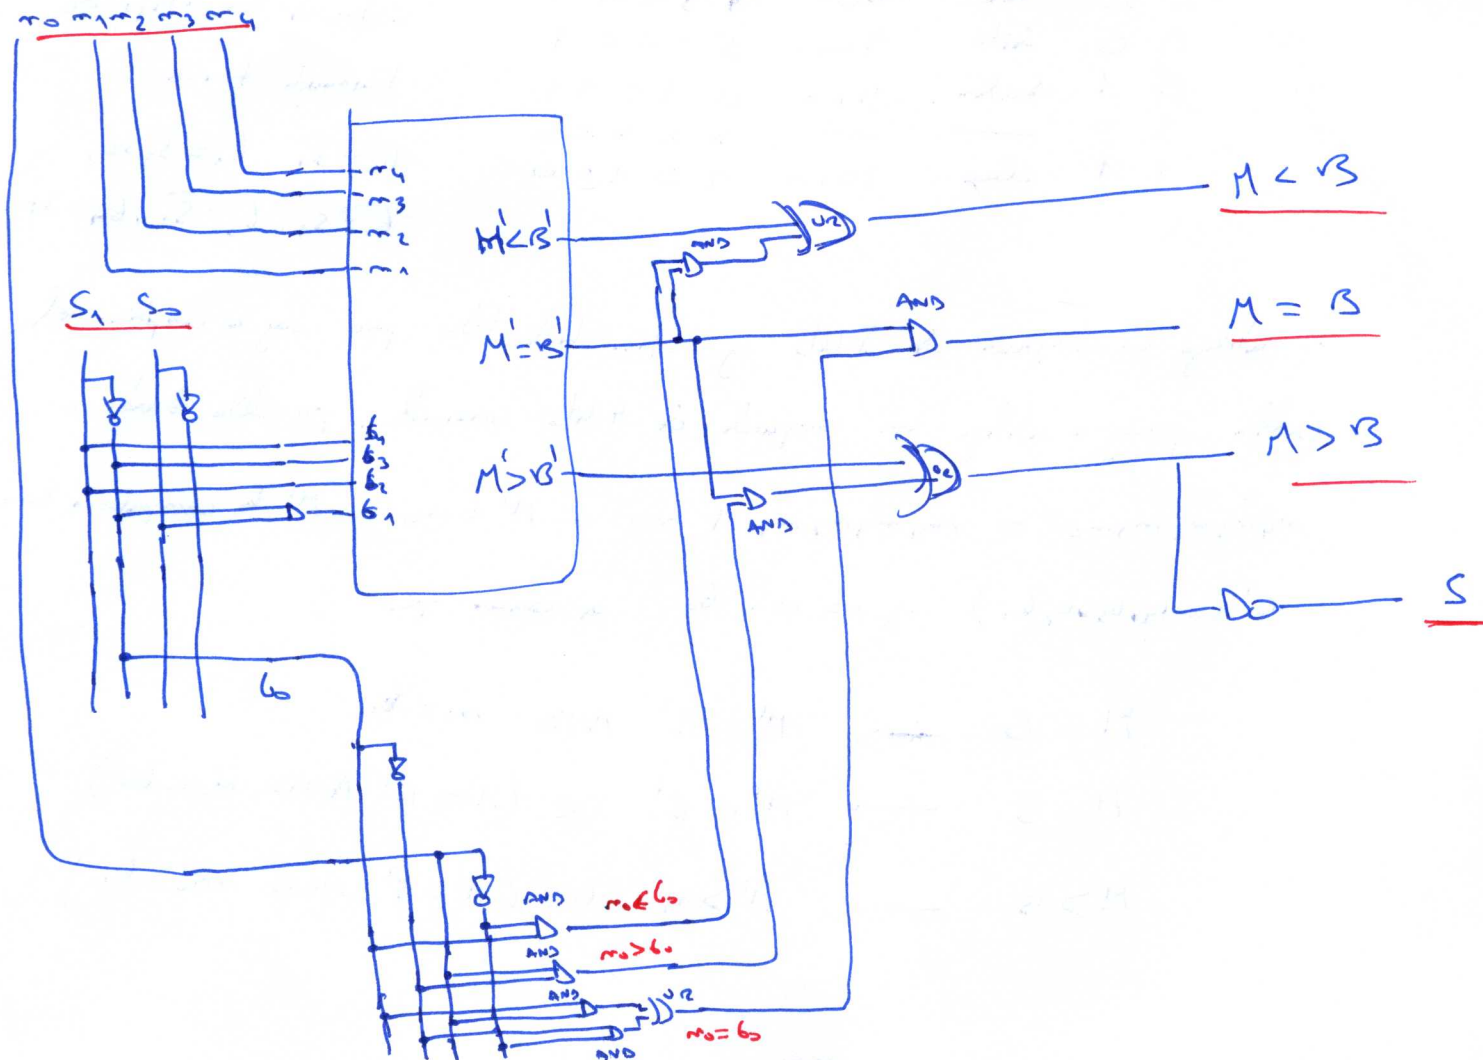 m0 m1 m2 m3 m4
m4
m3
m2
m1
M'<B'
M'=B'
M'>B'
S1 S0
b4
b3
b2
b1
b0
AND
OR
M < B
AND
M = B
OR
M > B
AND
S
AND
m0<b0
AND
m0>b0
AND
OR
m0=b0
AND